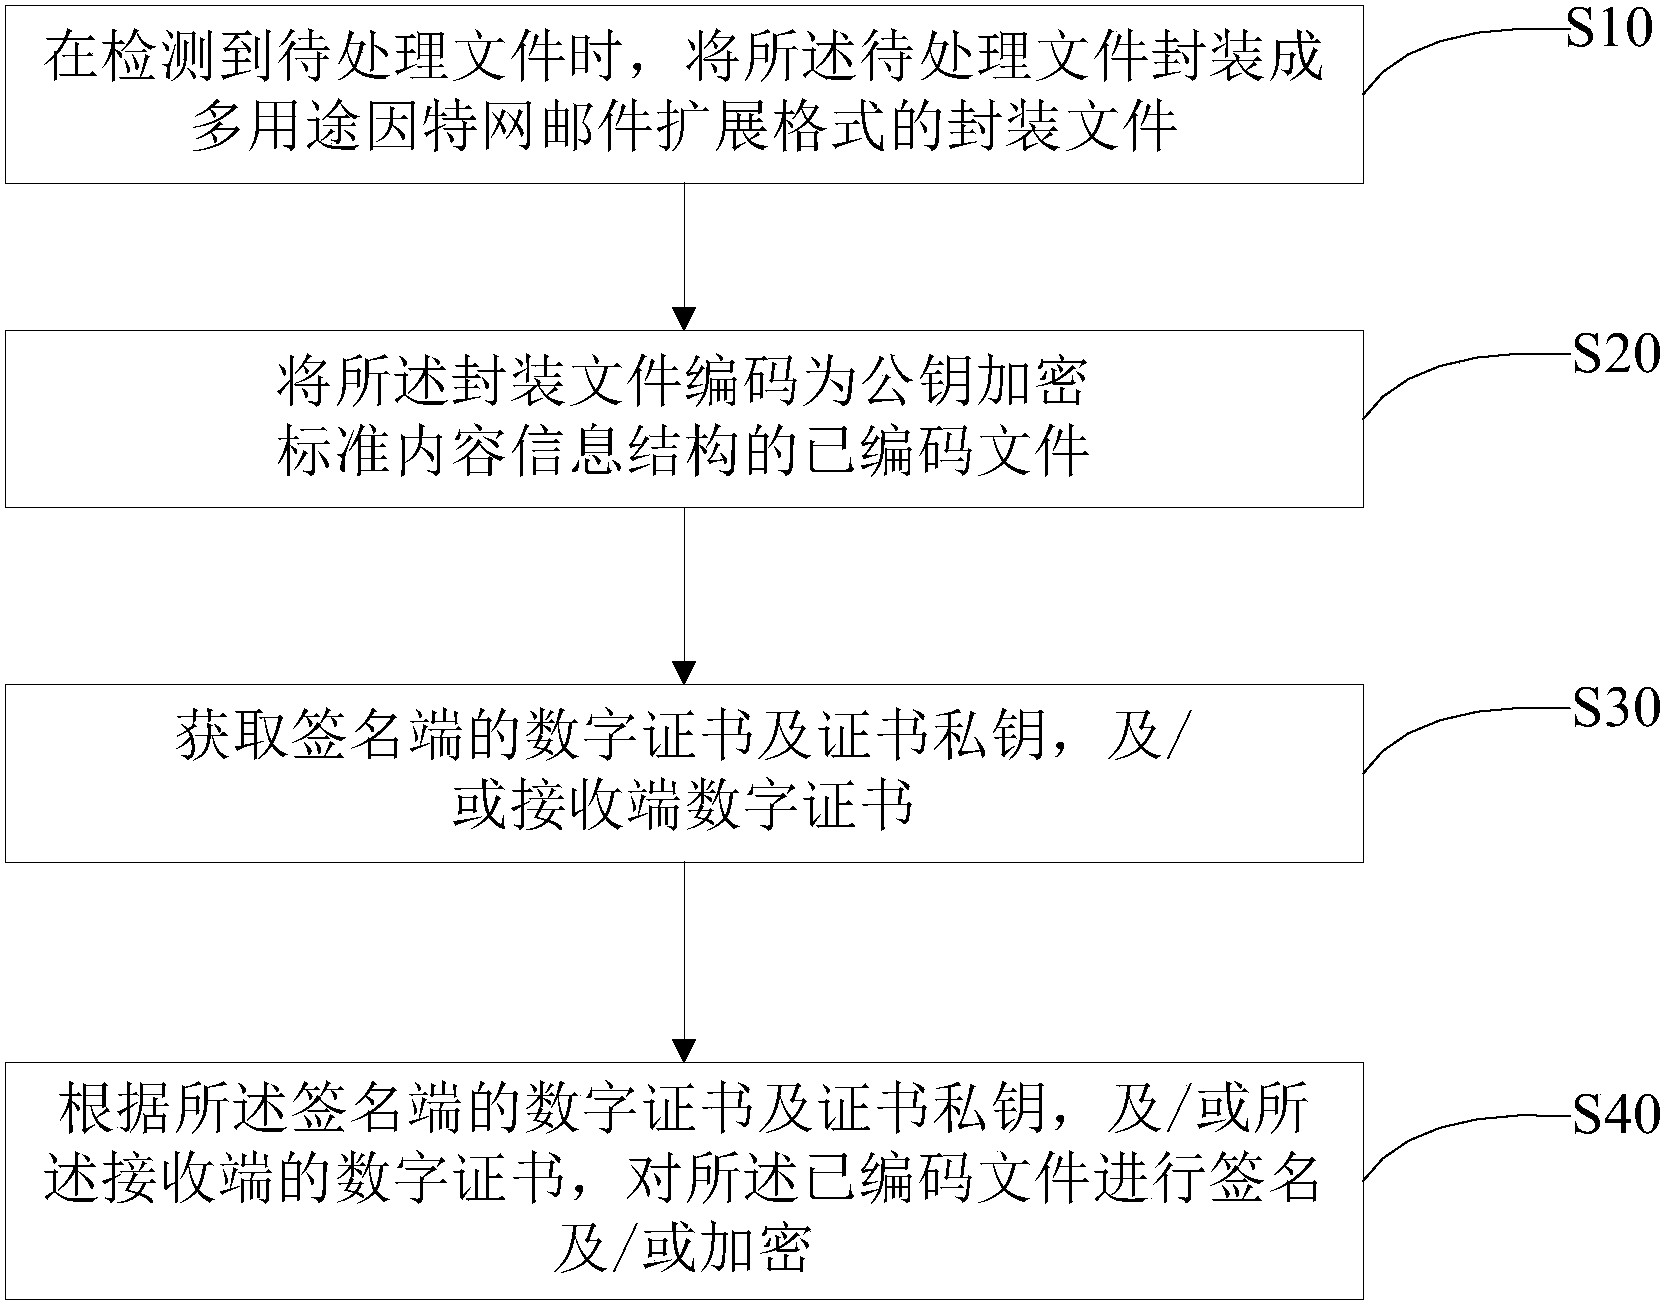 在检测到待处理文件时，将所述待处理文件封装成
多用途因特网邮件扩展格式的封装文件
S10
将所述封装文件编码为公钥加密
标准内容信息结构的已编码文件
S20
获取签名端的数字证书及证书私钥，及/
或接收端数字证书
S30
根据所述签名端的数字证书及证书私钥，及/或所
述接收端的数字证书，对所述已编码文件进行签名
及/或加密
S40